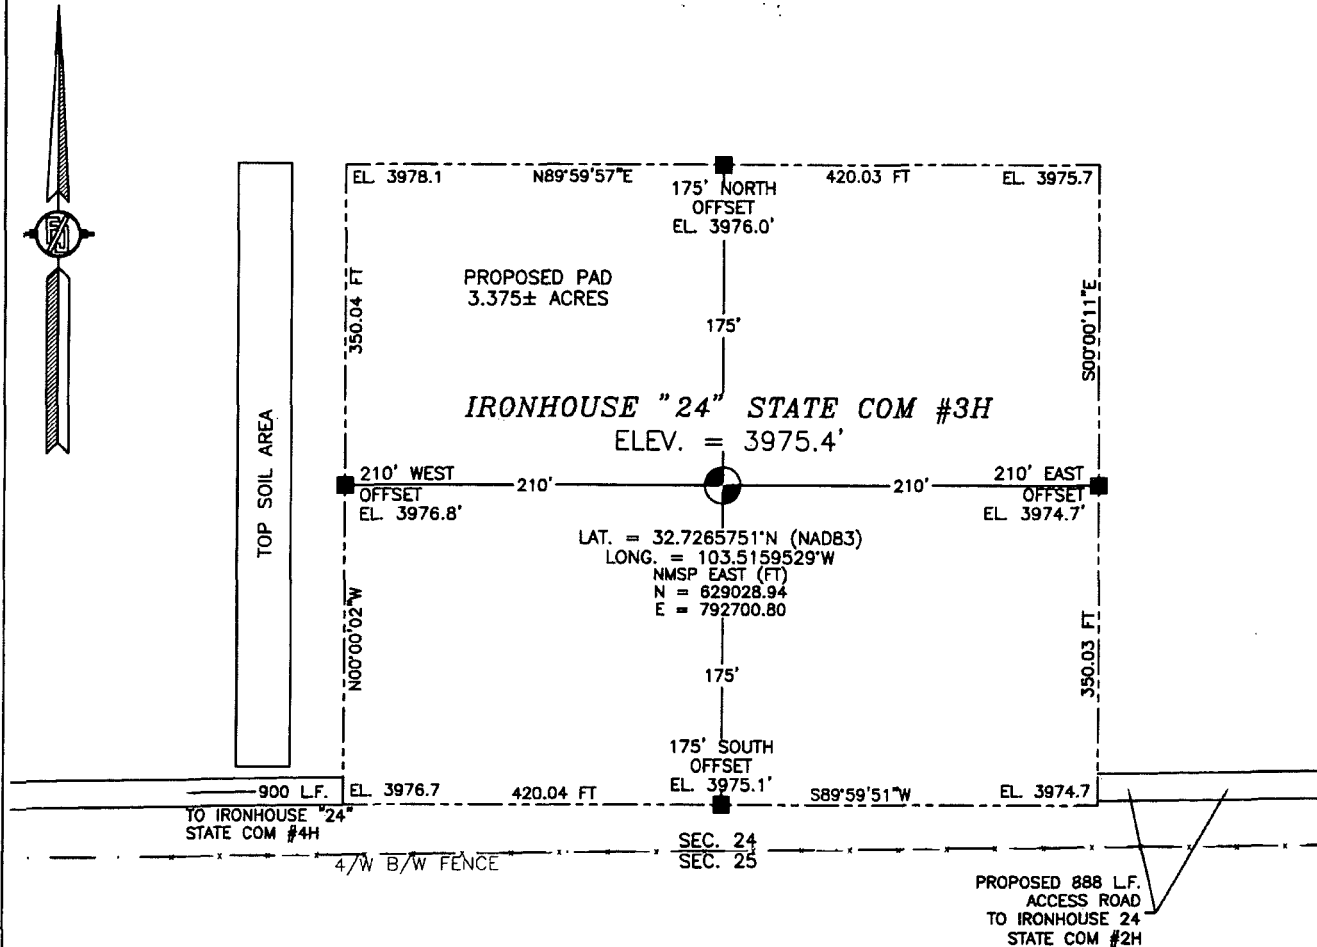 EL. 3978.1
N89°59'57"E
420.03 FT
EL. 3975.7
175' NORTH
OFFSET
EL. 3976.0'
PROPOSED PAD
3.375± ACRES
350.04 FT
175'
S00°00'11"E
IRONHOUSE "24" STATE COM #3H
ELEV. = 3975.4'
TOP SOIL AREA
210' WEST
OFFSET
EL. 3976.8'
210'
210'
210' EAST
OFFSET
EL. 3974.7'
LAT. = 32.7265751°N (NAD83)
LONG. = 103.5159529°W
NMSP EAST (FT)
N = 629028.94
E = 792700.80
N00°00'02"W
175'
350.03 FT
175' SOUTH
OFFSET
EL. 3975.1'
900 L.F.
TO IRONHOUSE "24"
STATE COM #4H
EL. 3976.7
420.04 FT
S89°59'51"W
EL. 3974.7
SEC. 24
SEC. 25
4/W B/W FENCE
PROPOSED 888 L.F.
ACCESS ROAD
TO IRONHOUSE 24
STATE COM #2H